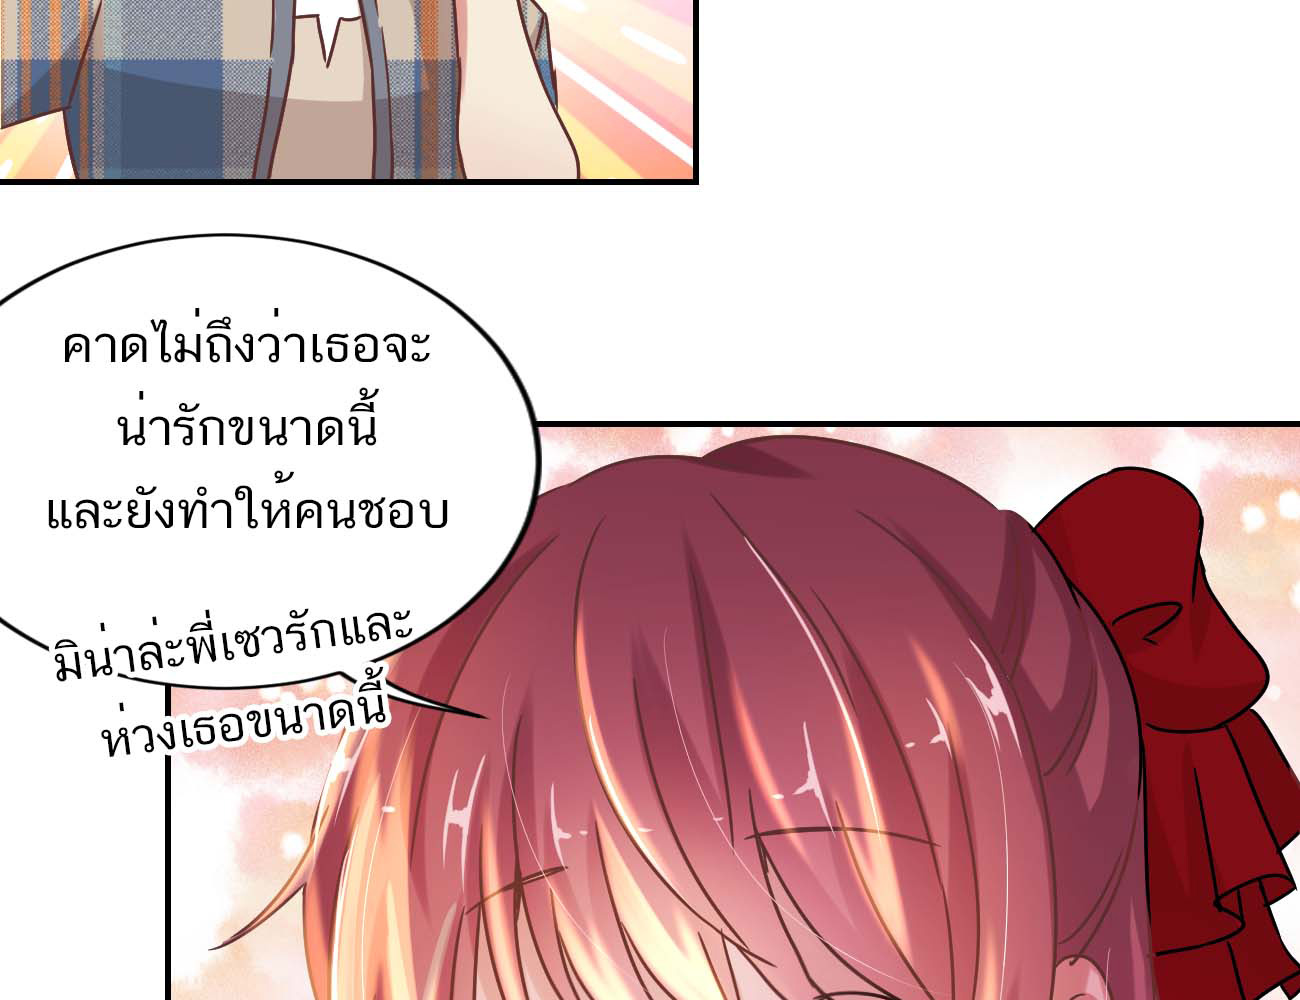 คาดไม่ถึงว่าเธอจะ
น่ารักขนาดนี้
และยังทำให้คนชอบ
มิน่าล่ะพี่เซวรักและ
ห่วงเธอขนาดนี้